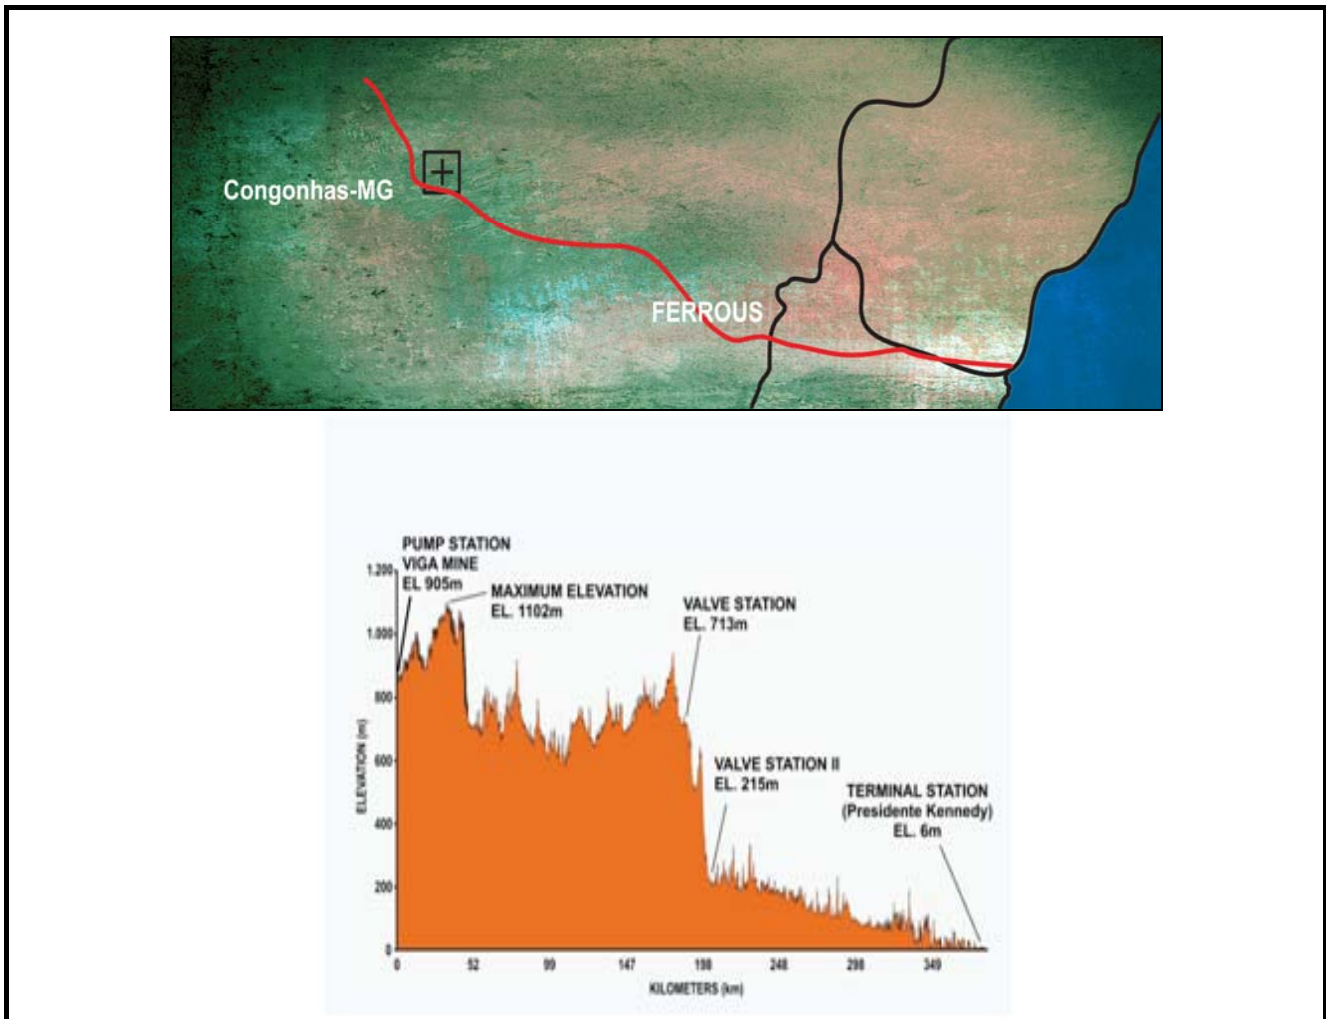 Congonhas-MG
FERROUS
PUMP STATION
VIGA MINE
EL 905m
MAXIMUM ELEVATION
EL. 1102m
VALVE STATION
EL. 713m
VALVE STATION II
EL. 215m
TERMINAL STATION
(Presidente Kennedy)
EL. 6m
1.200
1.000
800
600
400
200
0
ELEVATION (m)
0 52 99 147 198 248 298 349
KILOMETERS (km)